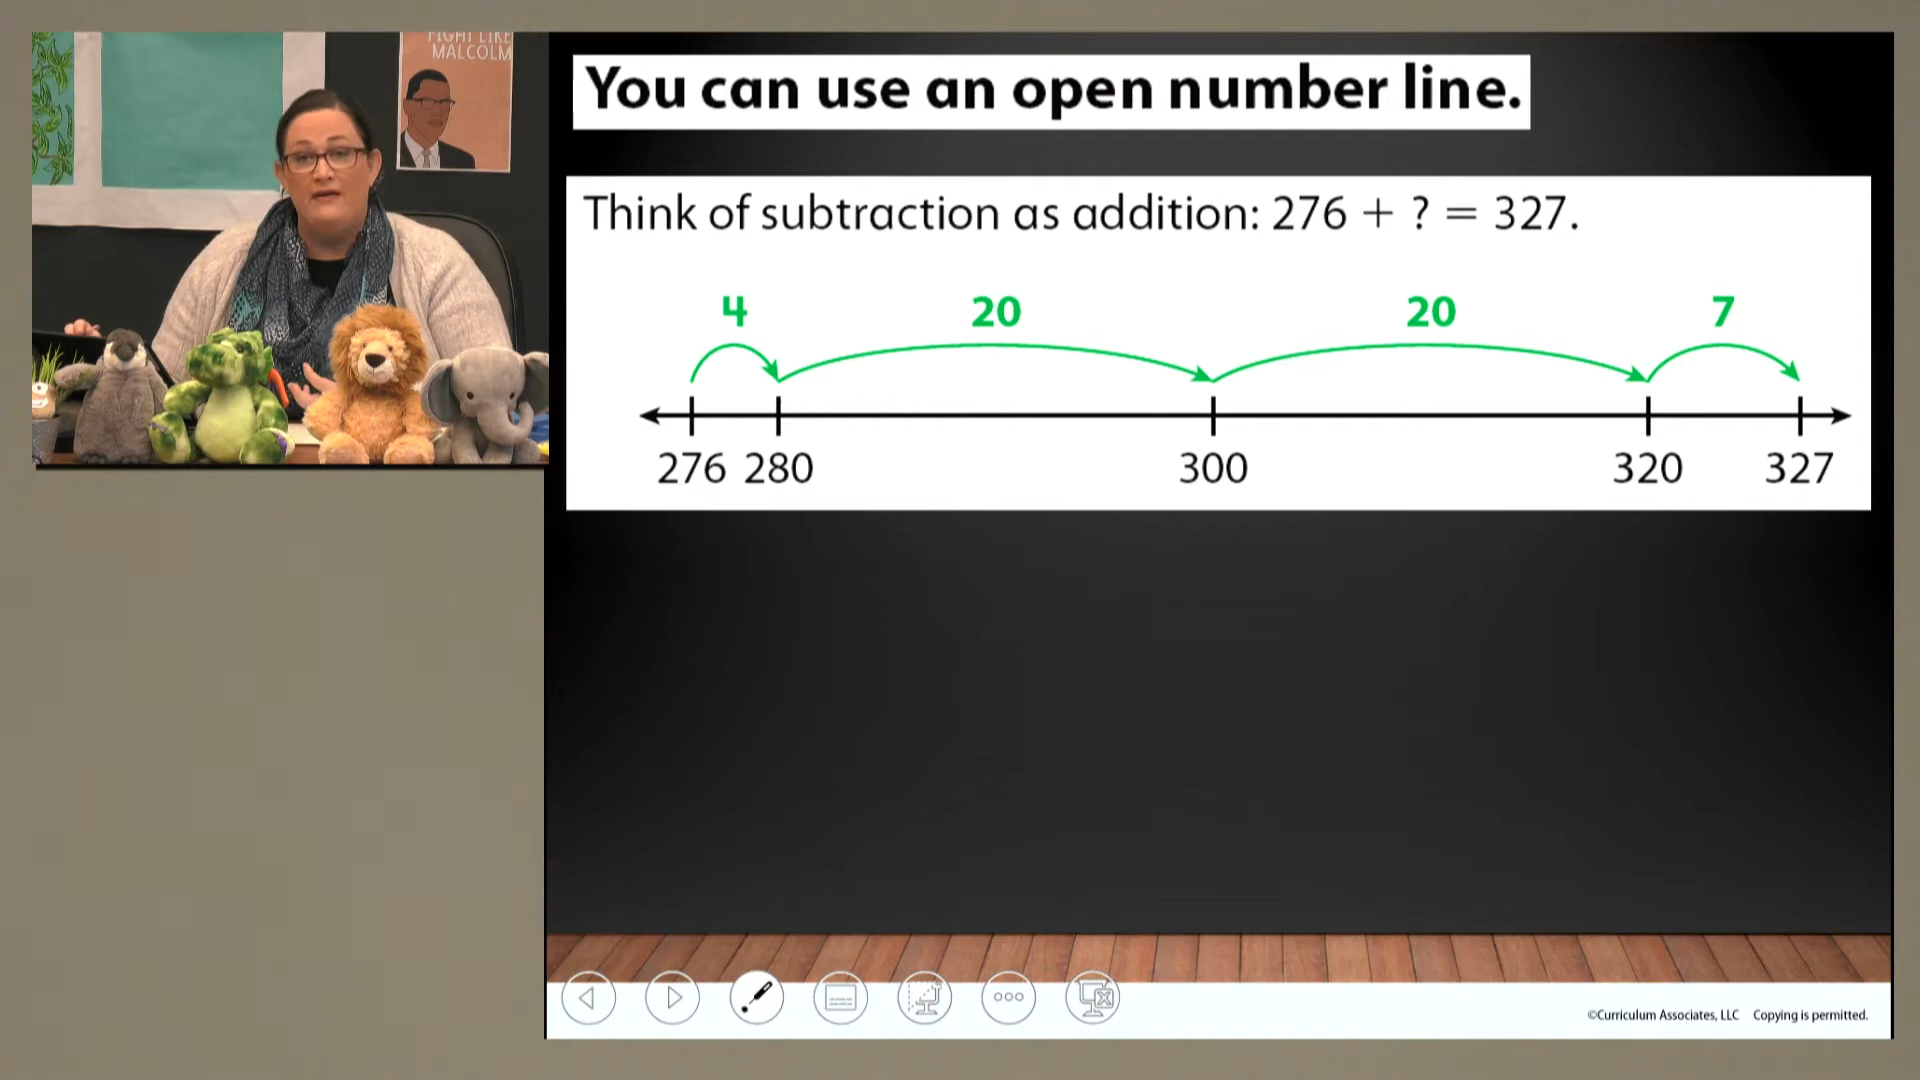 FIGHT LIKE
MALCOLM
You can use an open number line.
Think of subtraction as addition: 276 + ? = 327.
4 20 20 7
276 280 300 320 327
©Curriculum Associates, LLC Copying is permitted.